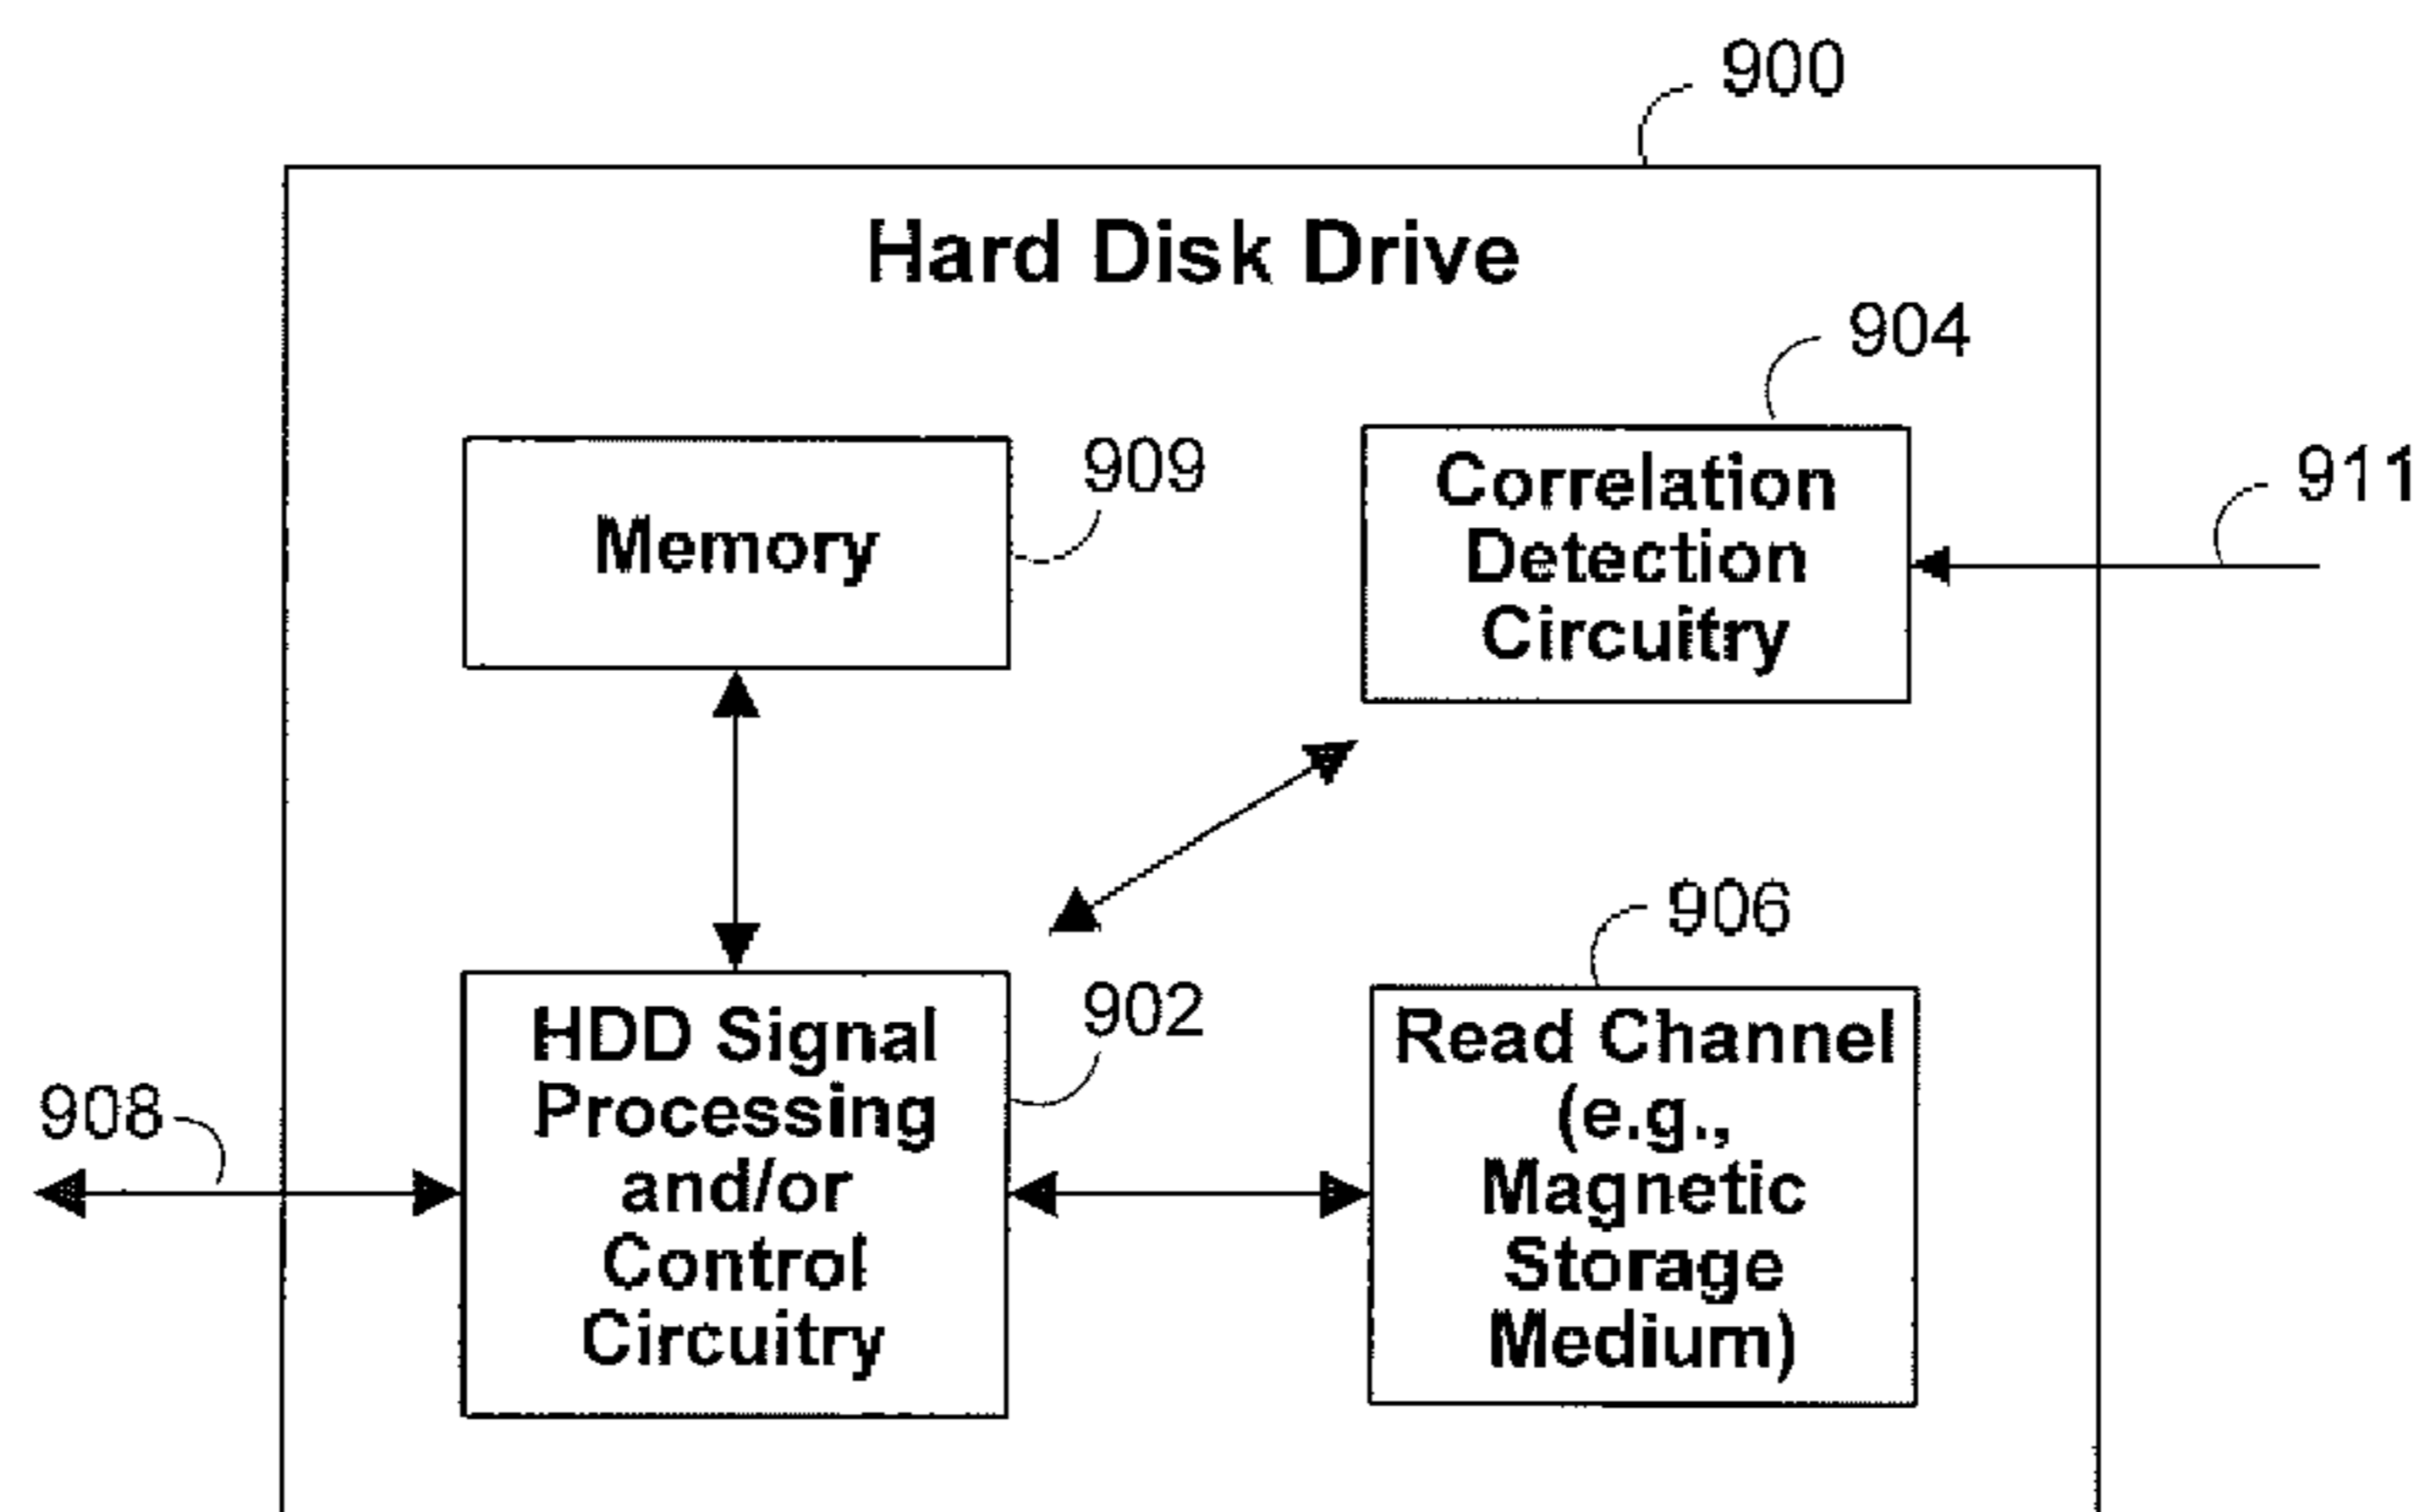 900
Hard Disk Drive
904
Memory
909
Correlation
Detection
Circuitry
911
906
HDD Signal
Processing
and/or
Control
Circuitry
902
Read Channel
(e.g.,
Magnetic
Storage
Medium)
908